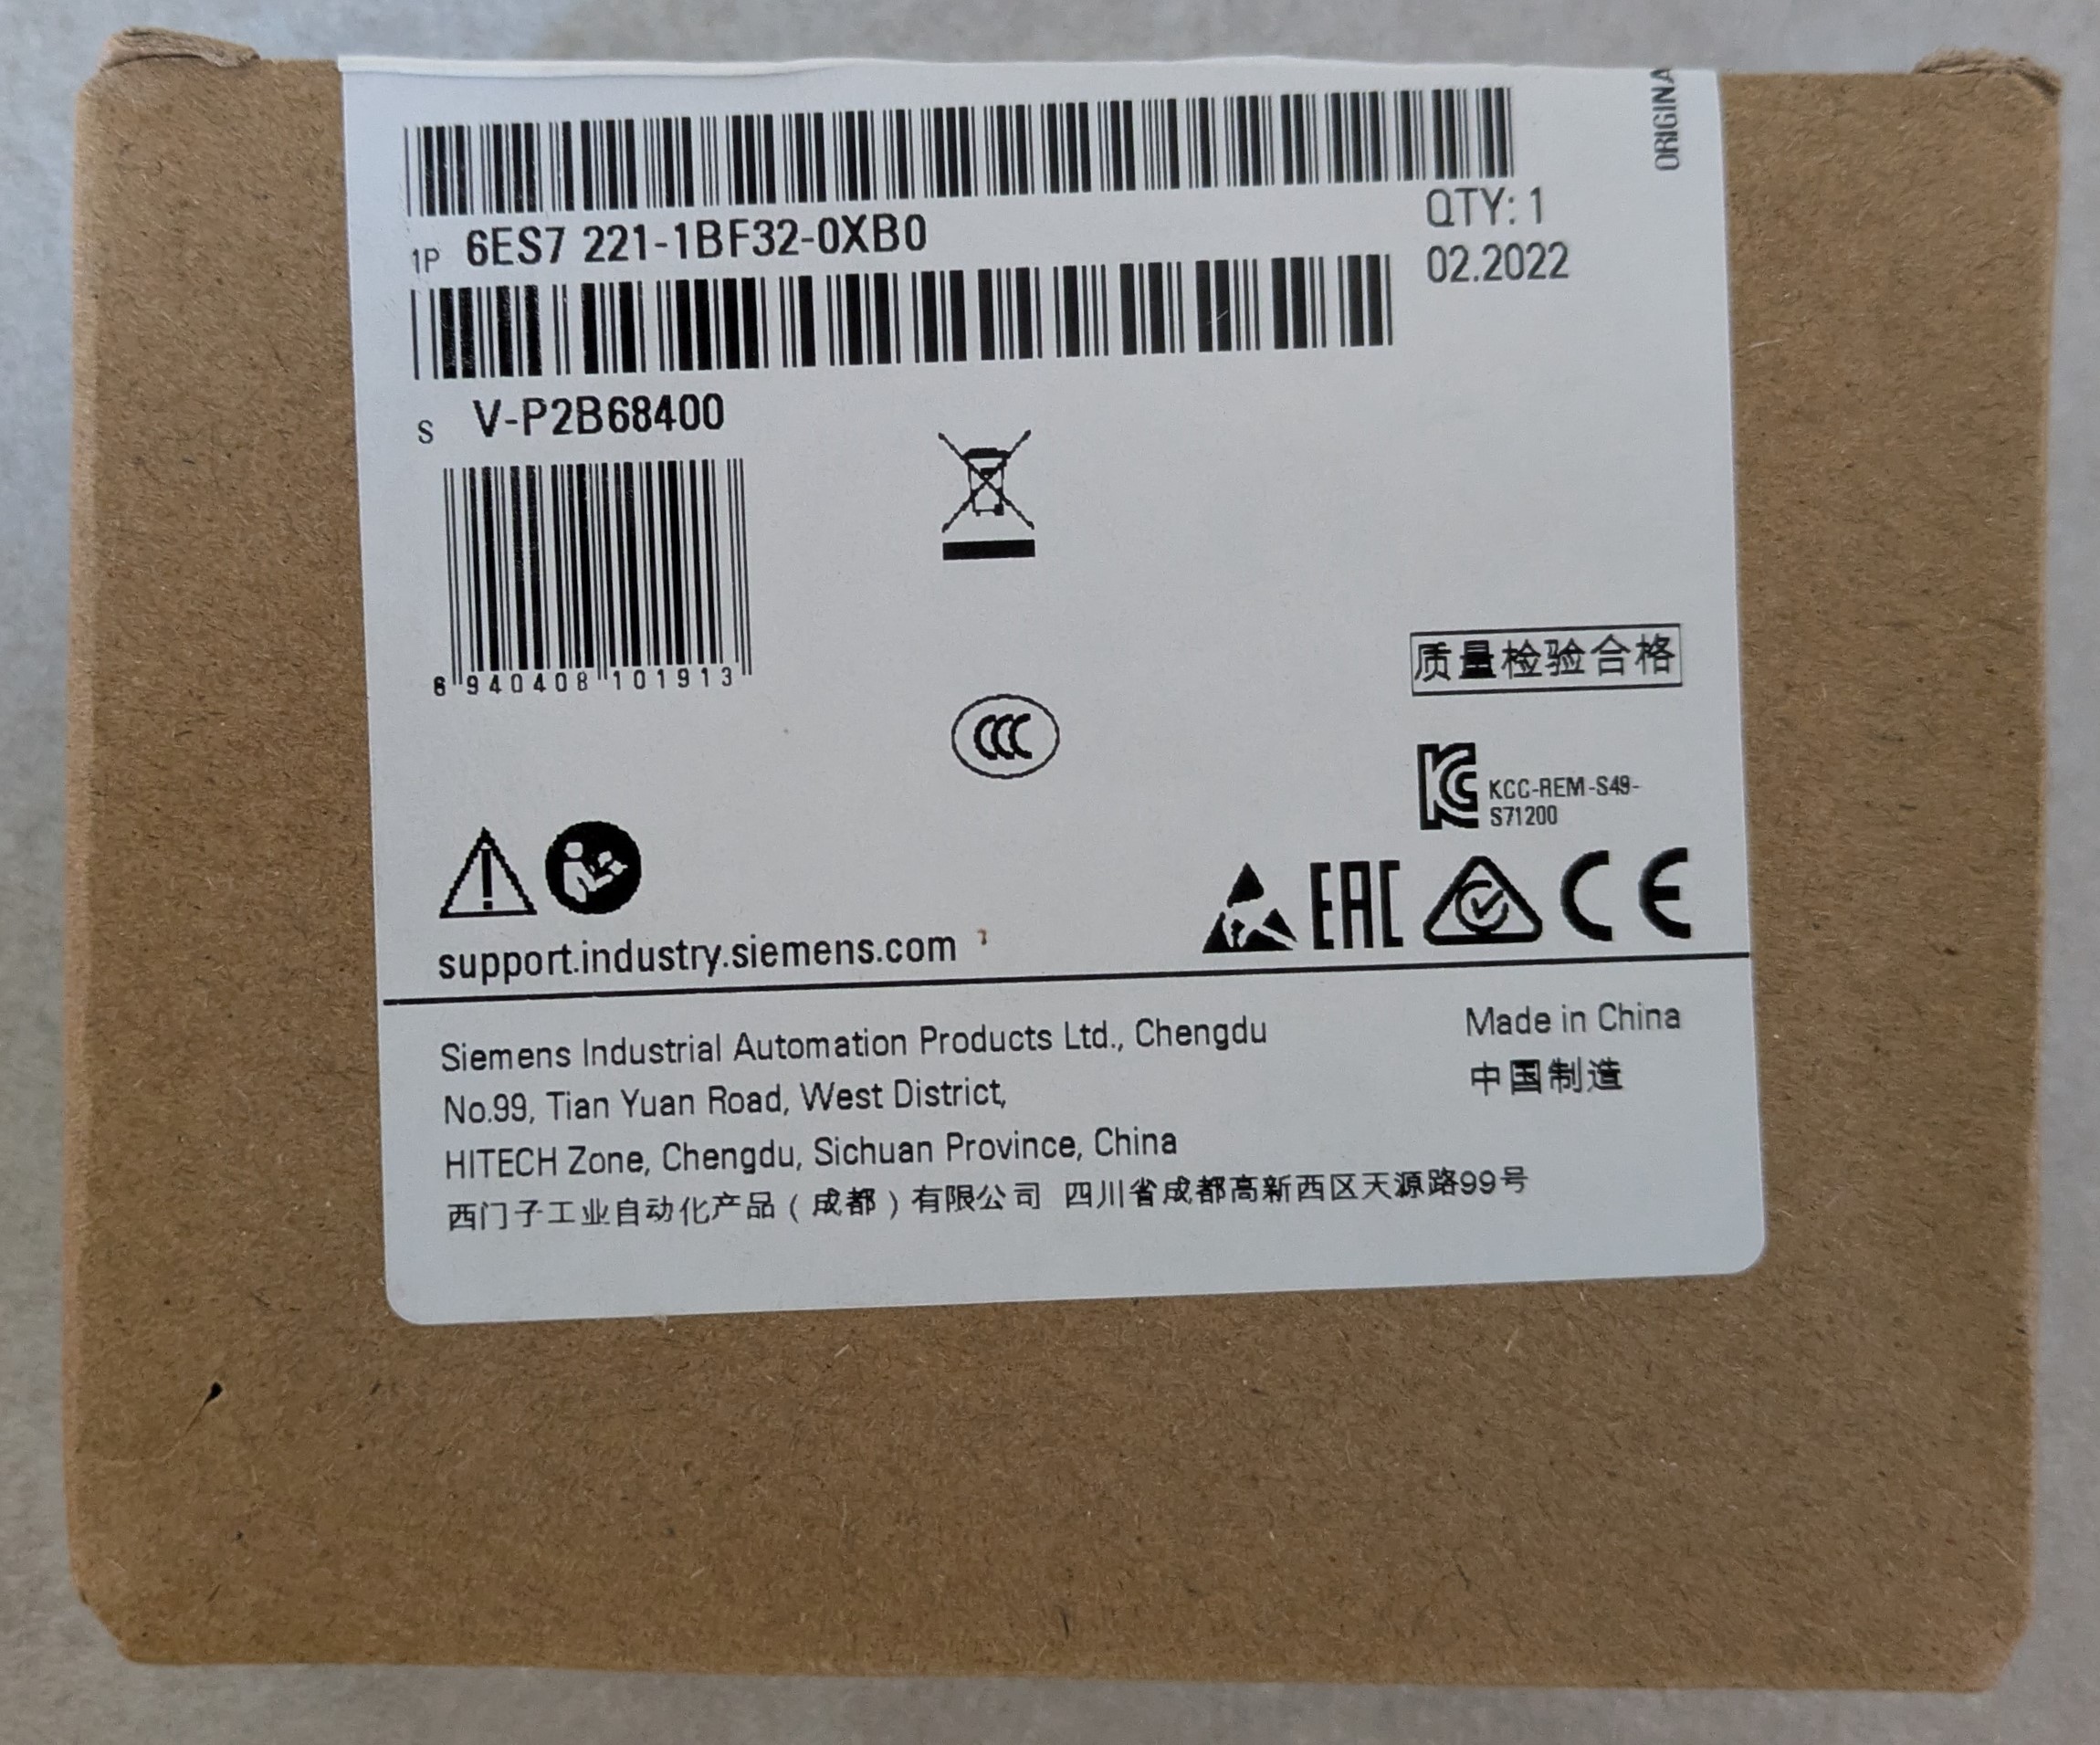 ORIGINA
1P 6ES7 221-1BF32-0XB0
QTY: 1
02.2022
S V-P2B68400
6 940408 101913
质量检验合格
KCC-REM-S49-
S71200
EAC
CE
support.industry.siemens.com
Siemens Industrial Automation Products Ltd., Chengdu
No.99, Tian Yuan Road, West District,
HITECH Zone, Chengdu, Sichuan Province, China
西门子工业自动化产品（成都）有限公司 四川省成都高新西区天源路99号
Made in China
中国制造